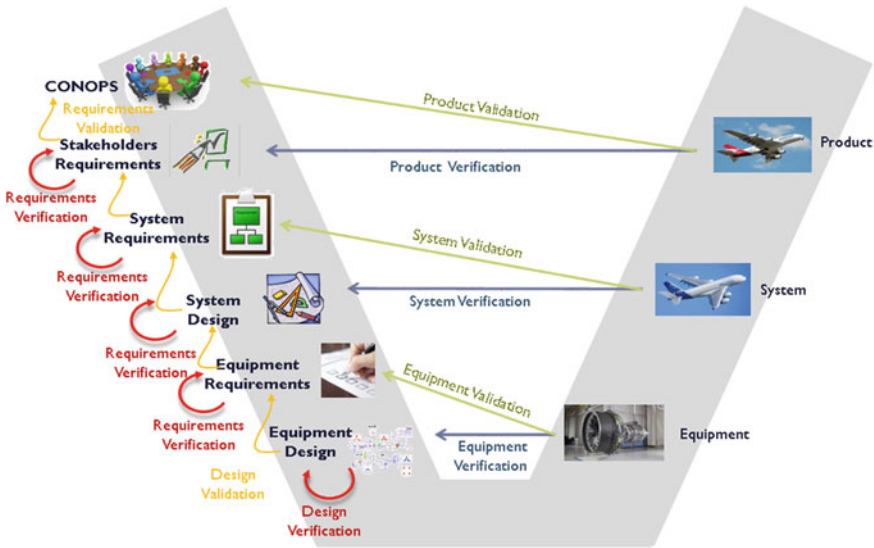 CONOPS
Requirements
Validation
Product Validation
Product
Stakeholders
Requirements
Product Verification
Requirements
Verification
System
Requirements
System Validation
Requirements
Verification
System
Design
System Verification
System
Requirements
Verification
Equipment
Requirements
Equipment Validation
Requirements
Verification
Equipment
Design
Equipment
Verification
Equipment
Design
Validation
Design
Verification